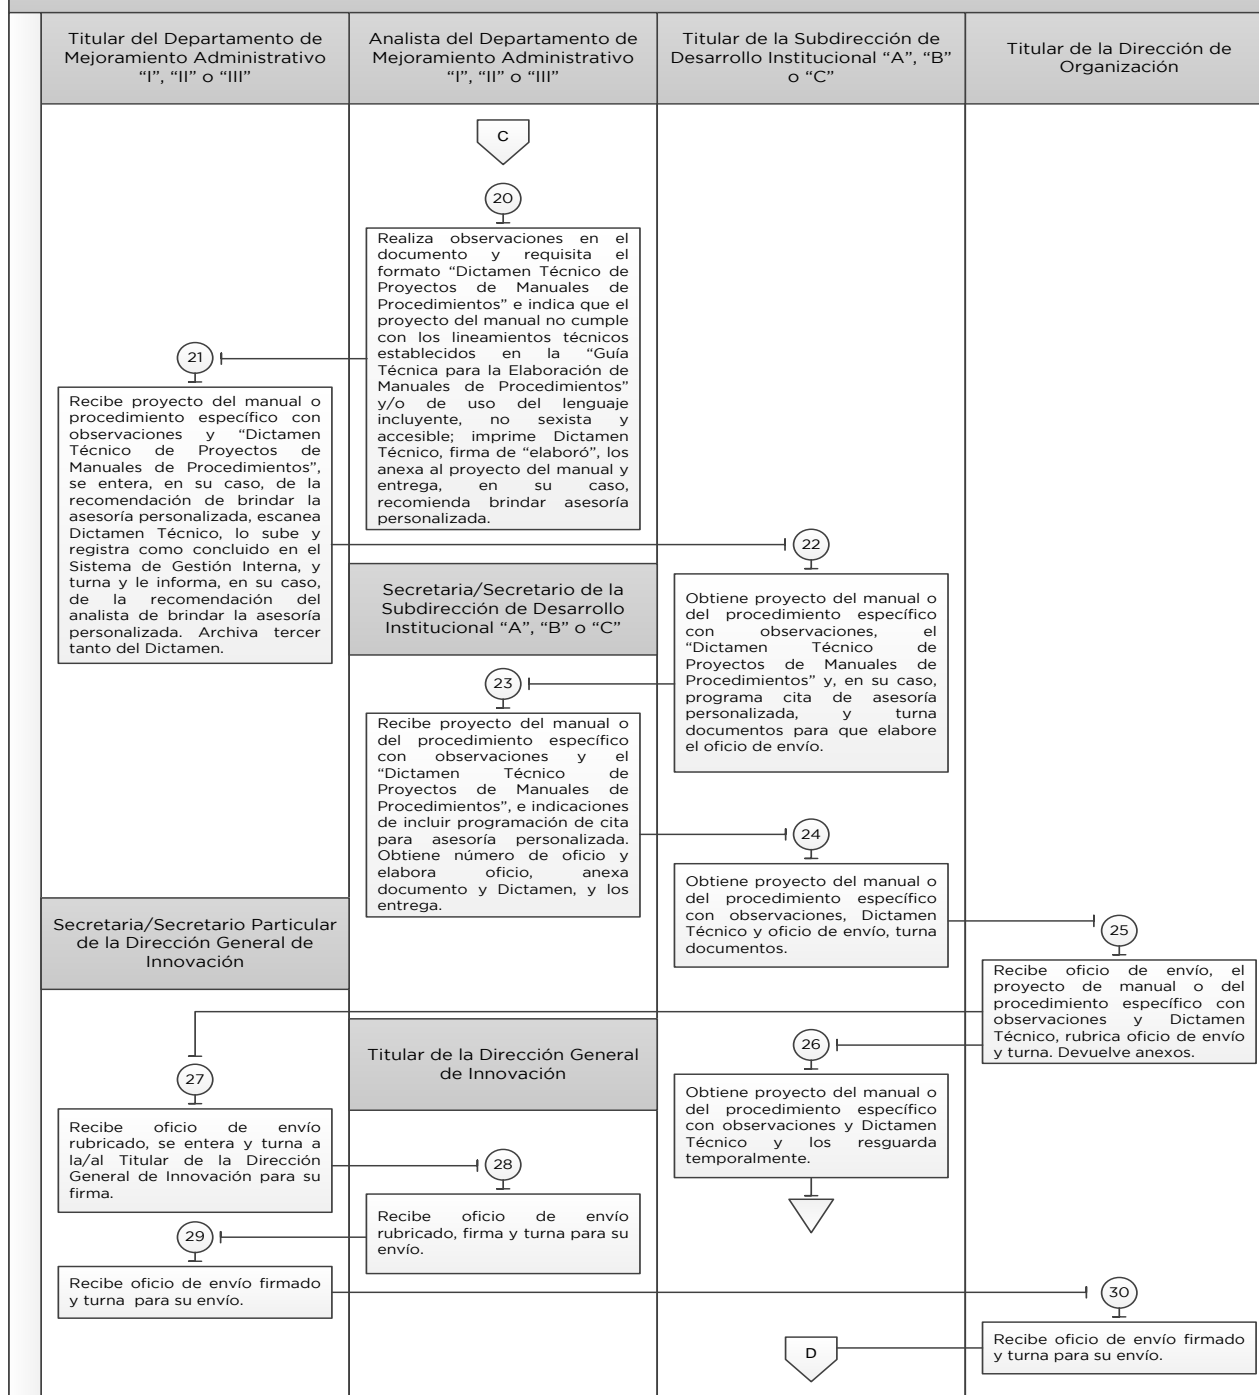 Titular del Departamento de
Mejoramiento Administrativo
“I”, “II” o “III”
Analista del Departamento de
Mejoramiento Administrativo
“I”, “II” o “III”
Titular de la Subdirección de
Desarrollo Institucional “A”, “B”
o “C”
Titular de la Dirección de
Organización
C
20
Realiza observaciones en el
documento y requisita el
formato “Dictamen Técnico de
Proyectos de Manuales de
Procedimientos” e indica que el
proyecto del manual no cumple
con los lineamientos técnicos
establecidos en la “Guía
Técnica para la Elaboración de
Manuales de Procedimientos”
y/o de uso del lenguaje
incluyente, no sexista y
accesible; imprime Dictamen
Técnico, firma de “elaboró”, los
anexa al proyecto del manual y
entrega, en su caso,
recomienda brindar asesoría
personalizada.
21
Recibe proyecto del manual o
procedimiento específico con
observaciones y “Dictamen
Técnico de Proyectos de
Manuales de Procedimientos”,
se entera, en su caso, de la
recomendación de brindar la
asesoría personalizada, escanea
Dictamen Técnico, lo sube y
registra como concluido en el
Sistema de Gestión Interna, y
turna y le informa, en su caso,
de la recomendación del
analista de brindar la asesoría
personalizada. Archiva tercer
tanto del Dictamen.
22
Obtiene proyecto del manual o
del procedimiento específico
con observaciones, el
“Dictamen Técnico de
Proyectos de Manuales de
Procedimientos” y, en su caso,
programa cita de asesoría
personalizada, y turna
documentos para que elabore
el oficio de envío.
Secretaria/Secretario de la
Subdirección de Desarrollo
Institucional “A”, “B” o “C”
23
Recibe proyecto del manual o
del procedimiento específico
con observaciones y el
“Dictamen Técnico de
Proyectos de Manuales de
Procedimientos”, e indicaciones
de incluir programación de cita
para asesoría personalizada.
Obtiene número de oficio y
elabora oficio, anexa
documento y Dictamen, y los
entrega.
24
Obtiene proyecto del manual o
del procedimiento específico
con observaciones, Dictamen
Técnico y oficio de envío, turna
documentos.
25
Recibe oficio de envío, el
proyecto de manual o del
procedimiento específico con
observaciones y Dictamen
Técnico, rubrica oficio de envío
y turna. Devuelve anexos.
Secretaria/Secretario Particular
de la Dirección General de
Innovación
26
Obtiene proyecto del manual o
del procedimiento específico
con observaciones y Dictamen
Técnico y los resguarda
temporalmente.
27
Recibe oficio de envío
rubricado, se entera y turna a
la/al Titular de la Dirección
General de Innovación para su
firma.
Titular de la Dirección General
de Innovación
28
Recibe oficio de envío
rubricado, firma y turna para su
envío.
29
Recibe oficio de envío firmado
y turna para su envío.
30
Recibe oficio de envío firmado
y turna para su envío.
D